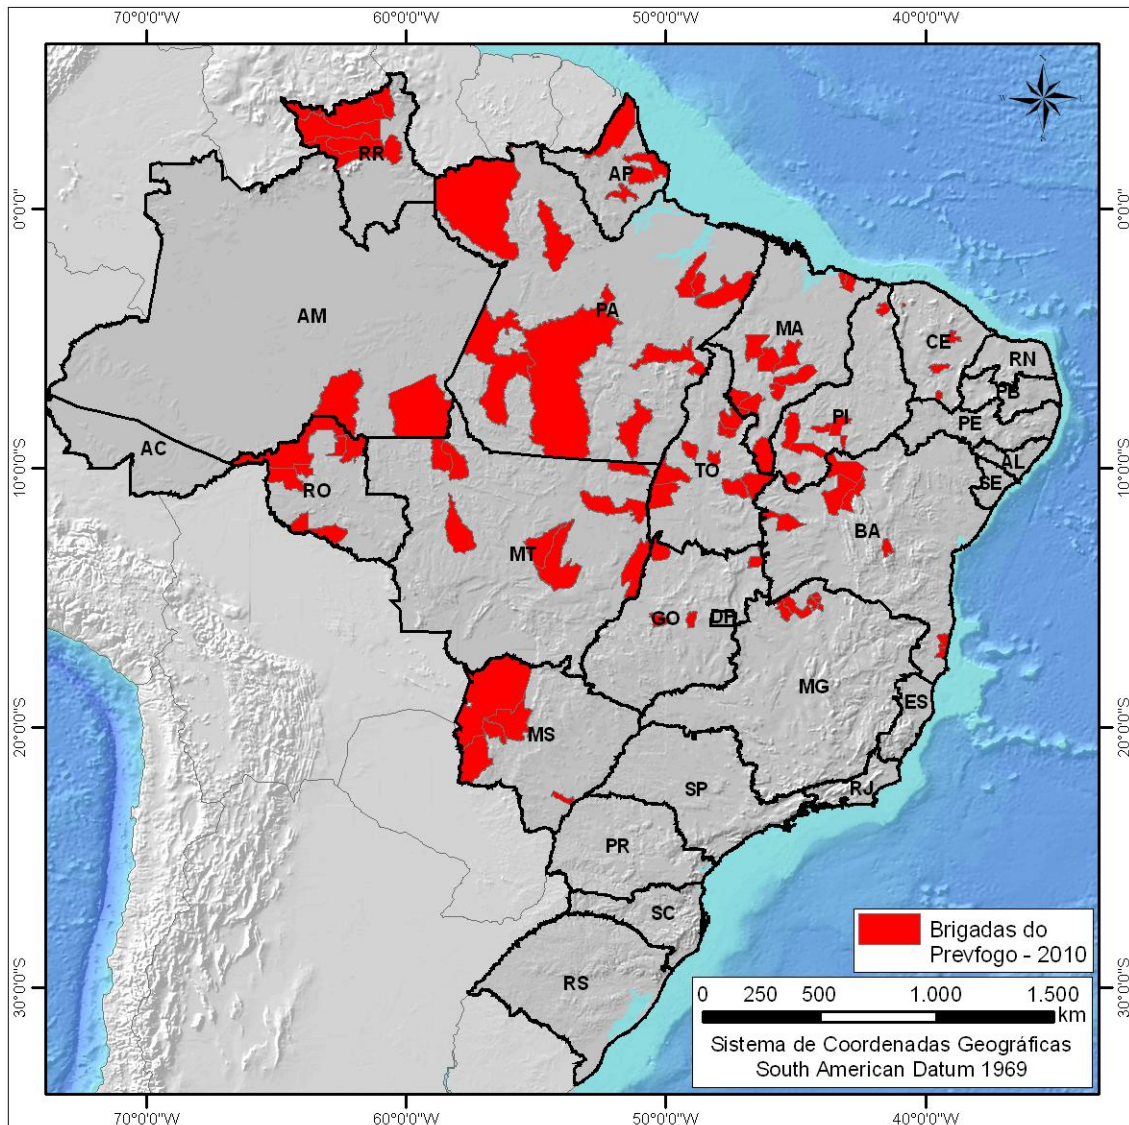 70°0'0"W 60°0'0"W 50°0'0"W 40°0'0"W
W E
0°0'0" 0°0'0"
RR
AP
AM
PA
MA
CE
RN
PB
PI
PE
AC
TO
AL
SE
10°0'0"S 10°0'0"S
RO
BA
MT
GO DF
MG
ES
20°0'0"S 20°0'0"S
MS
SP
RJ
PR
SC
RS
30°0'0"S 30°0'0"S
Brigadas do
Prevfogo - 2010
0 250 500 1.000 1.500
km
Sistema de Coordenadas Geográficas
South American Datum 1969
70°0'0"W 60°0'0"W 50°0'0"W 40°0'0"W